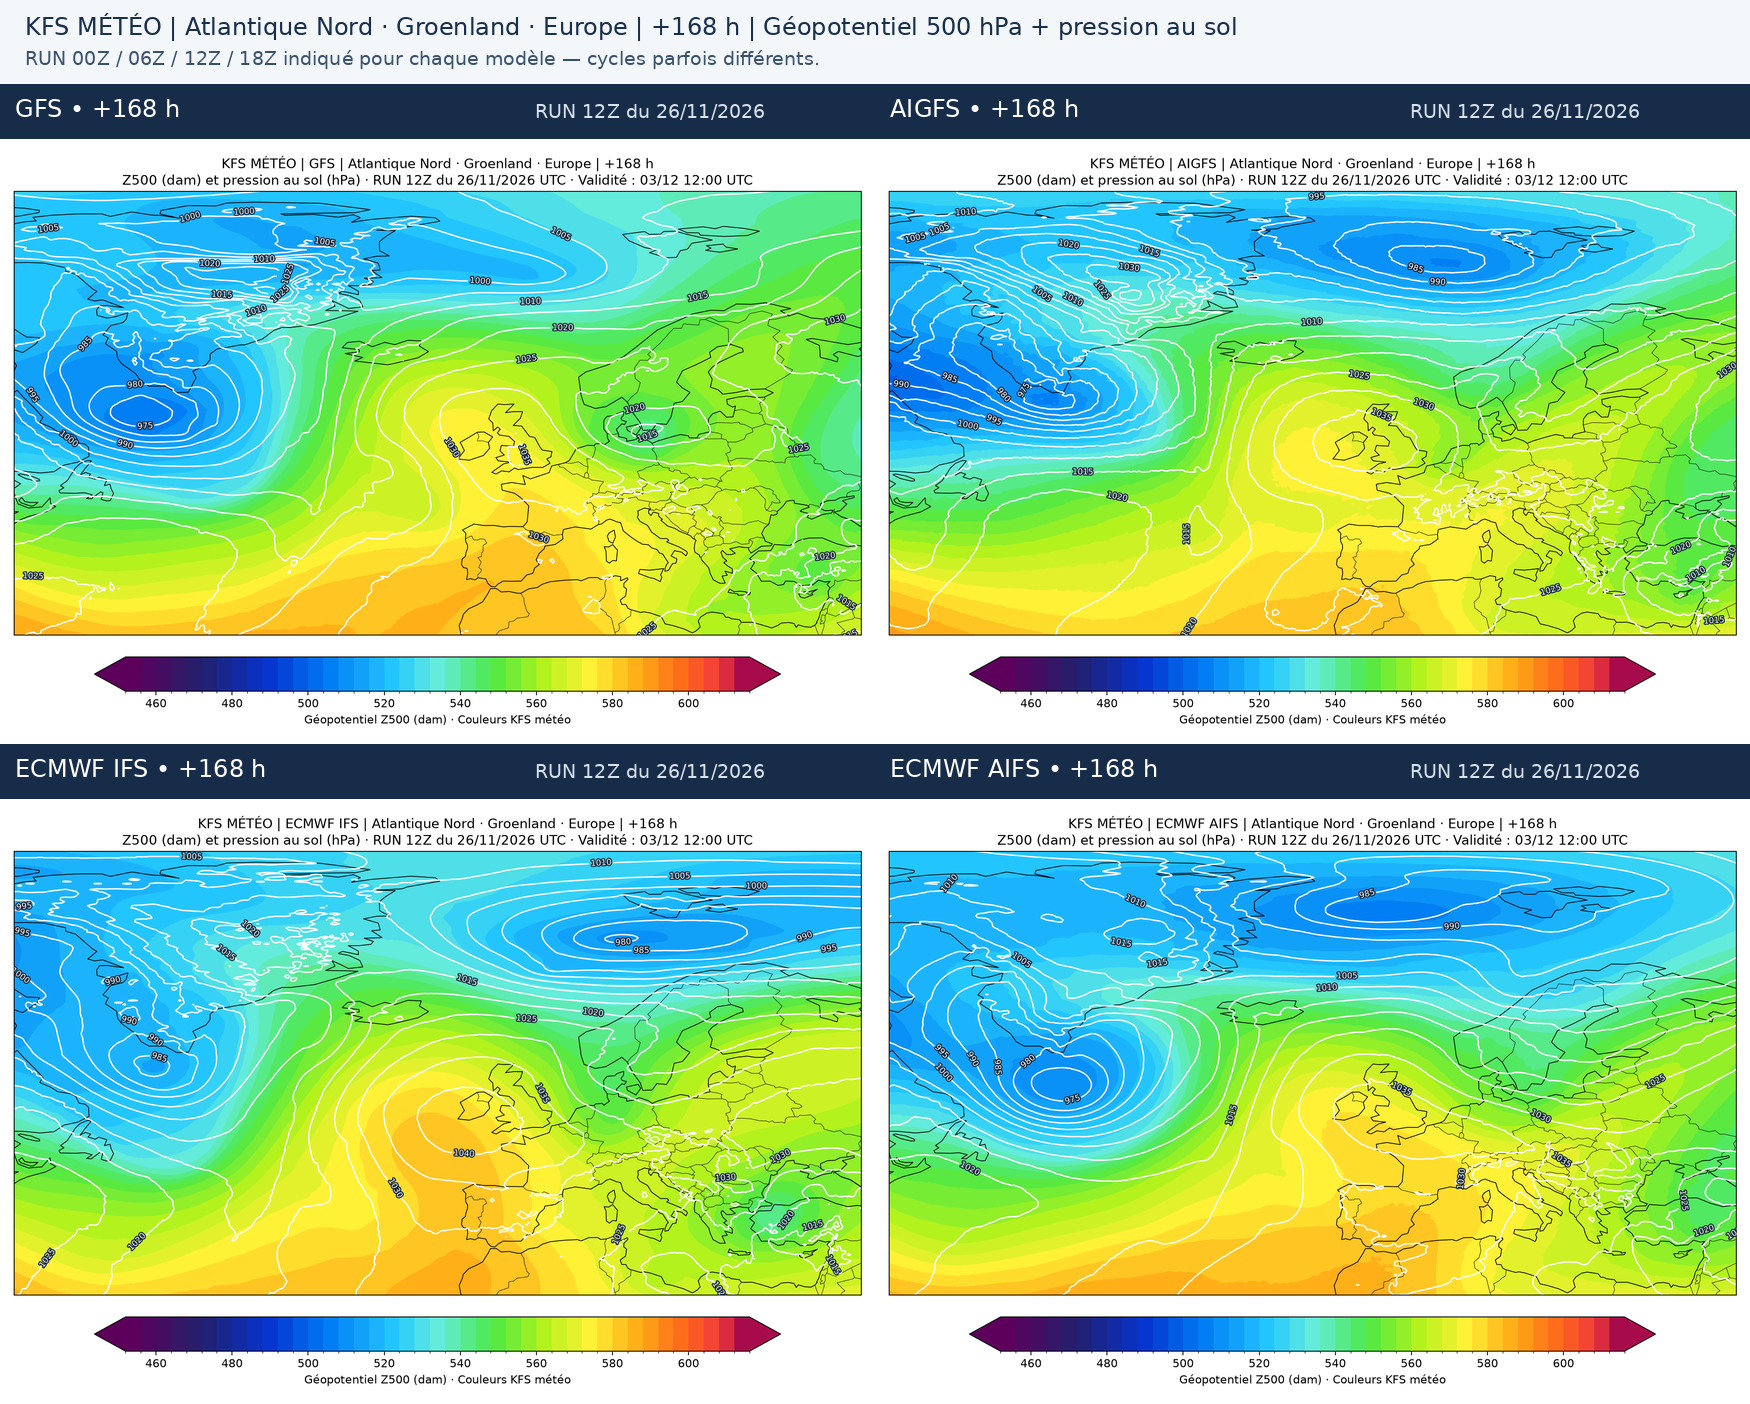 KFS MÉTÉO | Atlantique Nord · Groenland · Europe | +168 h | Géopotentiel 500 hPa + pression au sol
RUN 00Z / 06Z / 12Z / 18Z indiqué pour chaque modèle — cycles parfois différents.
GFS • +168 h
RUN 12Z du 26/11/2026
KFS MÉTÉO | GFS | Atlantique Nord · Groenland · Europe | +168 h
Z500 (dam) et pression au sol (hPa) · RUN 12Z du 26/11/2026 UTC · Validité : 03/12 12:00 UTC
460 480 500 520 540 560 580 600
Géopotentiel Z500 (dam) · Couleurs KFS météo
AIGFS • +168 h
RUN 12Z du 26/11/2026
KFS MÉTÉO | AIGFS | Atlantique Nord · Groenland · Europe | +168 h
Z500 (dam) et pression au sol (hPa) · RUN 12Z du 26/11/2026 UTC · Validité : 03/12 12:00 UTC
460 480 500 520 540 560 580 600
Géopotentiel Z500 (dam) · Couleurs KFS météo
ECMWF IFS • +168 h
RUN 12Z du 26/11/2026
KFS MÉTÉO | ECMWF IFS | Atlantique Nord · Groenland · Europe | +168 h
Z500 (dam) et pression au sol (hPa) · RUN 12Z du 26/11/2026 UTC · Validité : 03/12 12:00 UTC
460 480 500 520 540 560 580 600
Géopotentiel Z500 (dam) · Couleurs KFS météo
ECMWF AIFS • +168 h
RUN 12Z du 26/11/2026
KFS MÉTÉO | ECMWF AIFS | Atlantique Nord · Groenland · Europe | +168 h
Z500 (dam) et pression au sol (hPa) · RUN 12Z du 26/11/2026 UTC · Validité : 03/12 12:00 UTC
460 480 500 520 540 560 580 600
Géopotentiel Z500 (dam) · Couleurs KFS météo